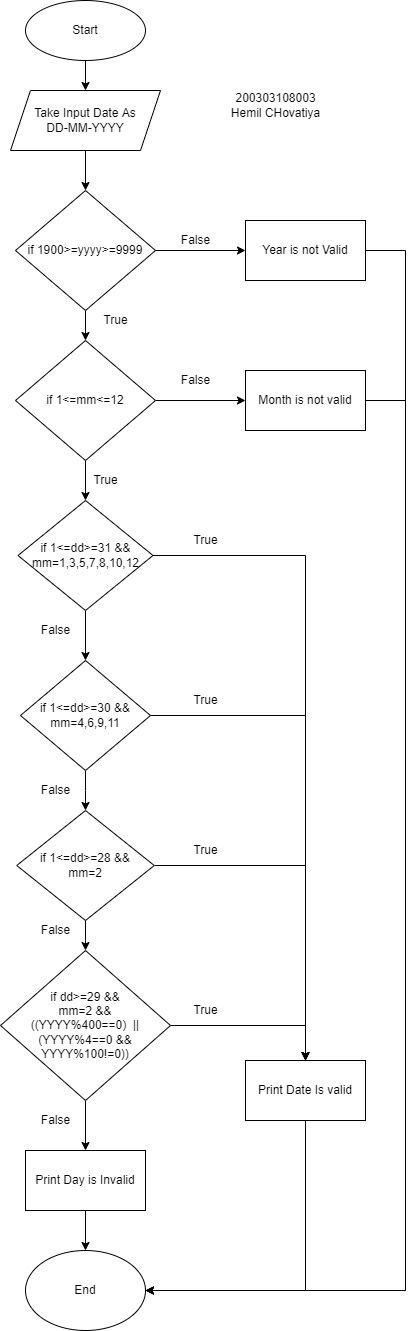 Start
Take Input Date As
DD-MM-YYYY
200303108003
Hemil CHovatiya
if 1900>=yyyy>=9999
False
Year is not Valid
True
if 1<=mm<=12
False
Month is not valid
True
if 1<=dd>=31 &&
mm=1,3,5,7,8,10,12
True
False
if 1<=dd>=30 &&
mm=4,6,9,11
True
False
if 1<=dd>=28 &&
mm=2
True
False
if dd>=29 &&
mm=2 &&
((YYYY%400==0) ||
(YYYY%4==0 &&
YYYY%100!=0))
True
Print Date Is valid
False
Print Day is Invalid
End